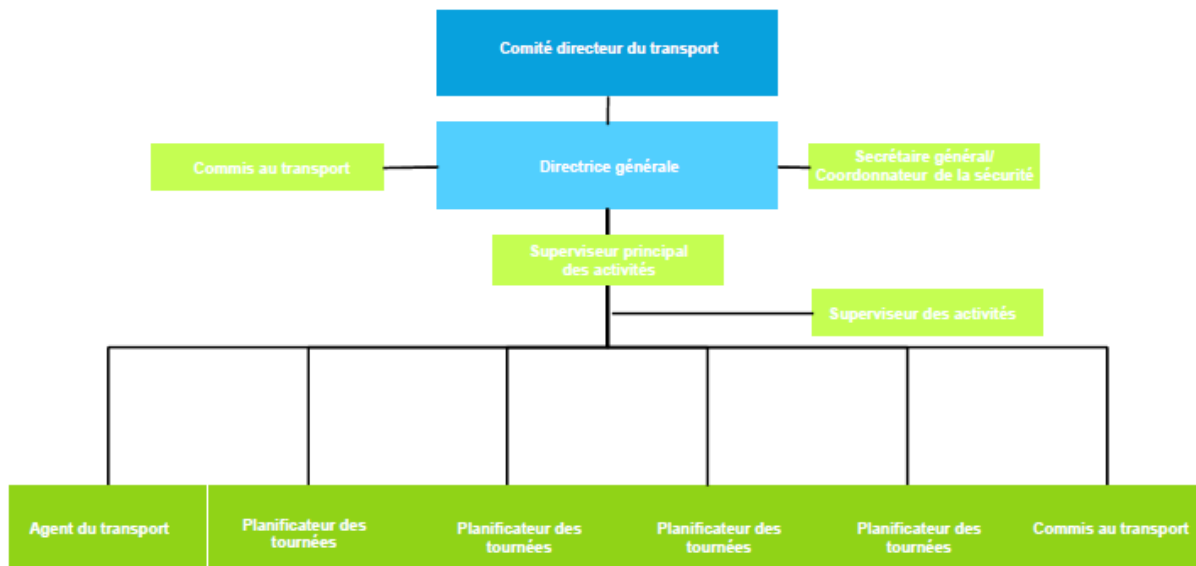 Comité directeur du transport
Commis au transport
Directrice générale
Secrétaire général/
Coordonnateur de la sécurité
Superviseur principal
des activités
Superviseur des activités
Agent du transport
Planificateur des
tournées
Planificateur des
tournées
Planificateur des
tournées
Planificateur des
tournées
Commis au transport